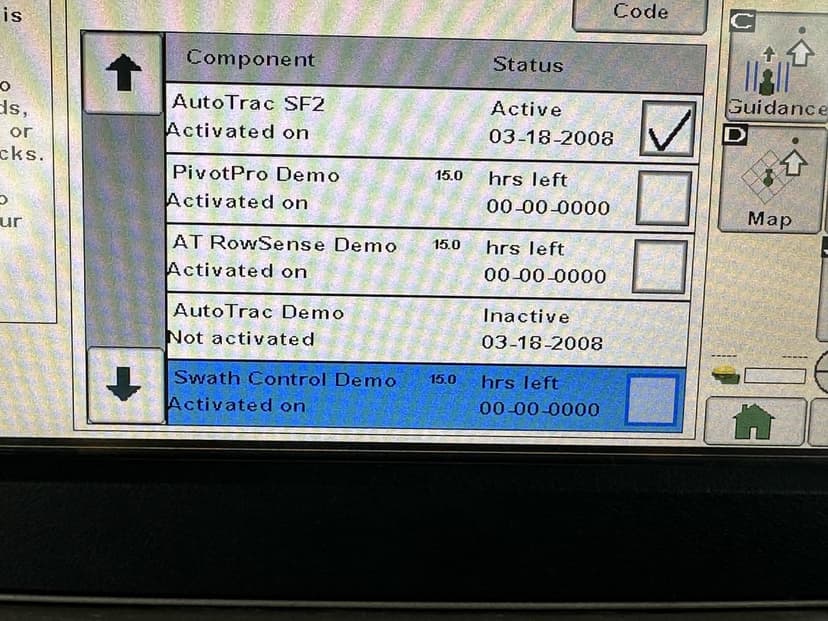 is
Code
Component Status
C
AutoTrac SF2 Active
Activated on 03-18-2008
Guidance
ds,
or
cks.
D
PivotPro Demo 15.0 hrs left
Activated on 00-00-0000
Map
ur
AT RowSense Demo 15.0 hrs left
Activated on 00-00-0000
AutoTrac Demo Inactive
Not activated 03-18-2008
Swath Control Demo 15.0 hrs left
Activated on 00-00-0000